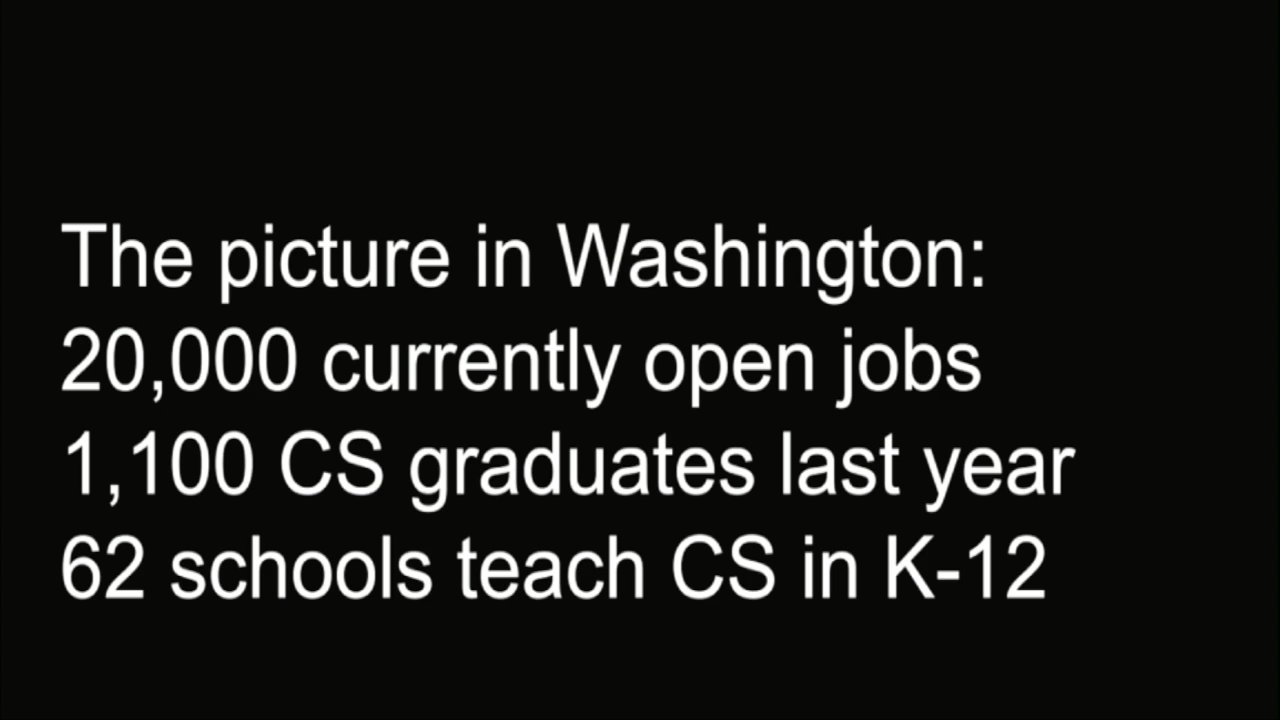 The picture in Washington:
20,000 currently open jobs
1,100 CS graduates last year
62 schools teach CS in K-12